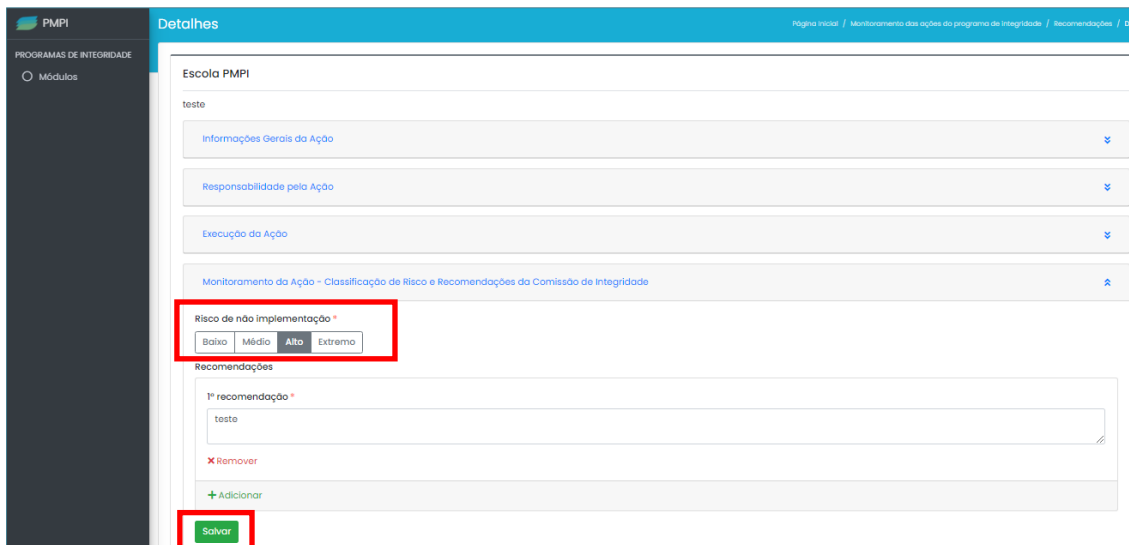 PMPI
Detalhes
Página inicial / Monitoramento das ações do programa de integridade / Recomendações / D
PROGRAMAS DE INTEGRIDADE
Módulos
Escola PMPI
teste
Informações Gerais da Ação
Responsabilidade pela Ação
Execução da Ação
Monitoramento da Ação - Classificação de Risco e Recomendações da Comissão de Integridade
Risco de não implementação *
Baixo Médio Alto Extremo
Recomendações
1º recomendação *
teste
Remover
Adicionar
Salvar